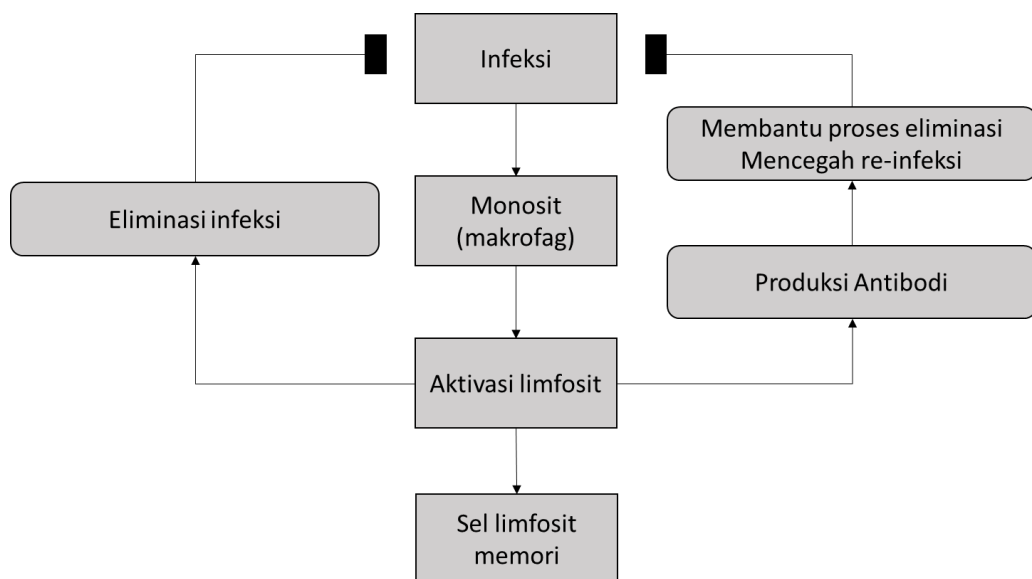 Infeksi
Membantu proses eliminasi
Mencegah re-infeksi
Eliminasi infeksi
Monosit
(makrofag)
Produksi Antibodi
Aktivasi limfosit
Sel limfosit
memori